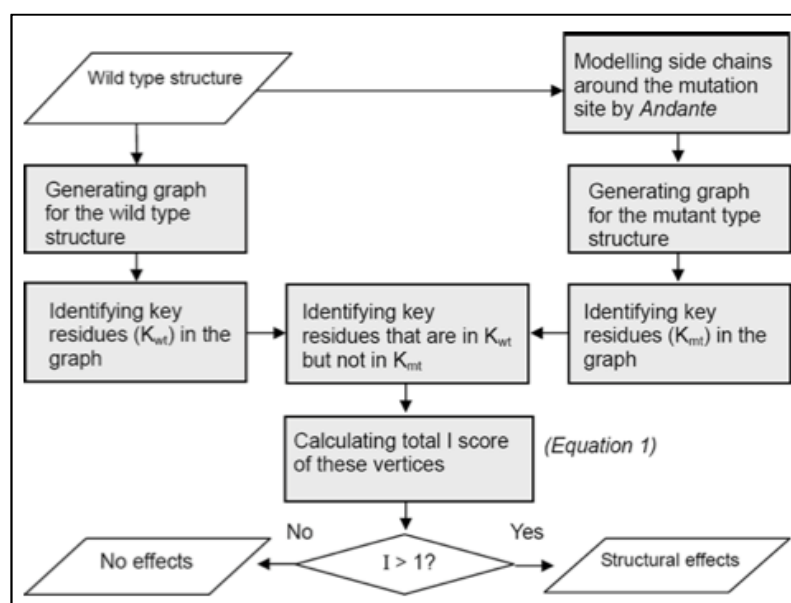 Wild type structure
Modelling side chains
around the mutation
site by Andante
Generating graph
for the wild type
structure
Generating graph
for the mutant type
structure
Identifying key
residues (Kwt) in the
graph
Identifying key
residues that are in Kwt
but not in Kmt
Identifying key
residues (Kmt) in the
graph
Calculating total I score
of these vertices
(Equation 1)
No
Yes
No effects
I > 1?
Structural effects